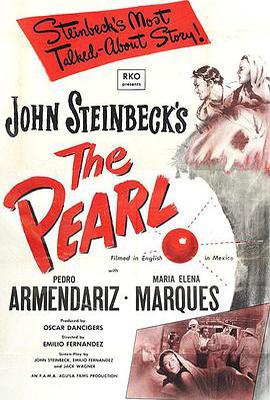 Steinbeck's Most
Talked-About Story!
RKO
presents
JOHN STEINBECK'S
The
PEARL
Filmed in English in Mexico
with
PEDRO MARIA ELENA
ARMENDARIZ · MARQUES
Produced by
OSCAR DANCIGERS
Directed by
EMILIO FERNANDEZ
Screen-Play by
JOHN STEINBECK, EMILIO FERNANDEZ
and JACK WAGNER
AN F.A.M.A. AGUILA FILMS PRODUCTION